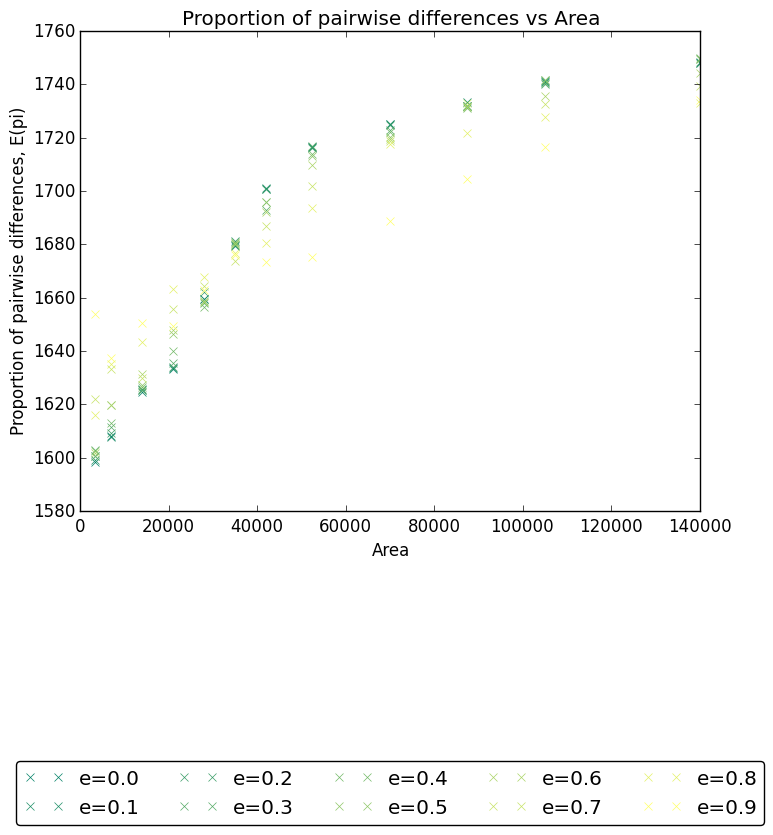 Proportion of pairwise differences vs Area
1760
1740
1720
1700
1680
1660
1640
1620
1600
1580
Proportion of pairwise differences, E(pi)
0 20000 40000 60000 80000 100000 120000 140000
Area
e=0.0 e=0.2 e=0.4 e=0.6 e=0.8
e=0.1 e=0.3 e=0.5 e=0.7 e=0.9